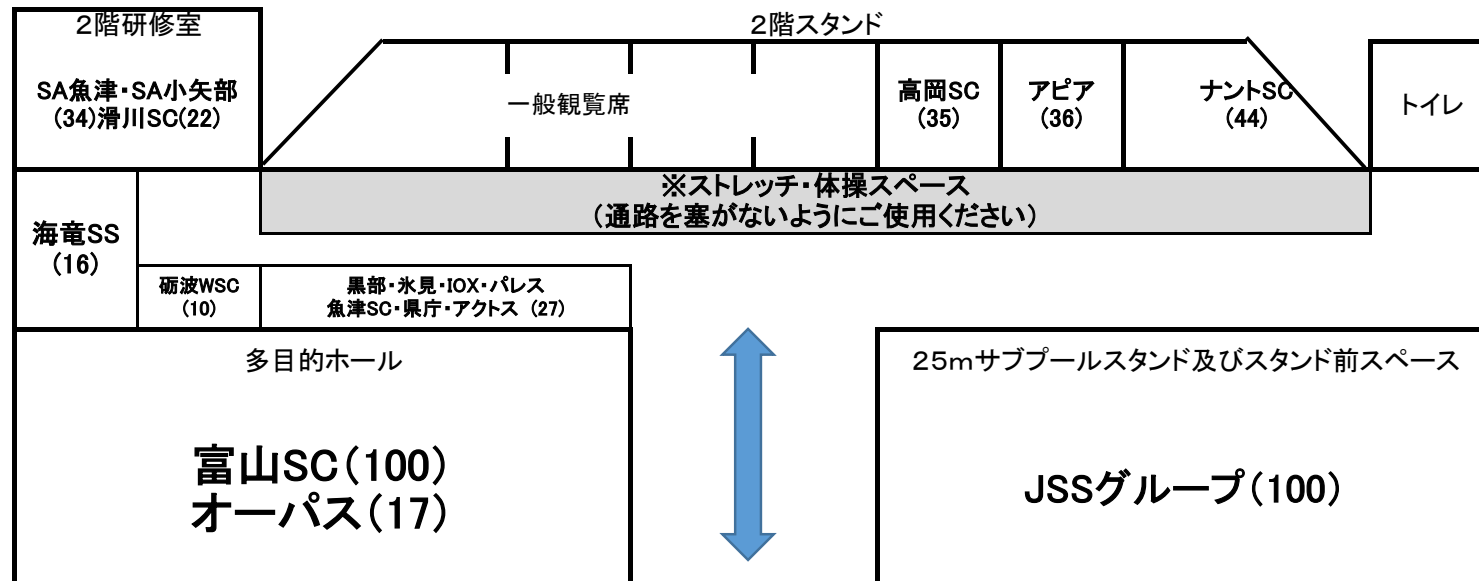 2階研修室
SA魚津・SA小矢部
(34)滑川SC(22)
2階スタンド
一般観覧席
高岡SC
(35)
アピア
(36)
ナントSC
(44)
トイレ
※ストレッチ・体操スペース
（通路を塞がないようにご使用ください）
海竜SS
(16)
砺波WSC
(10)
黒部・氷見・IOX・パレス
魚津SC・県庁・アクトス (27)
多目的ホール
富山SC(100)
オーパス(17)
25mサブプールスタンド及びスタンド前スペース
JSSグループ(100)